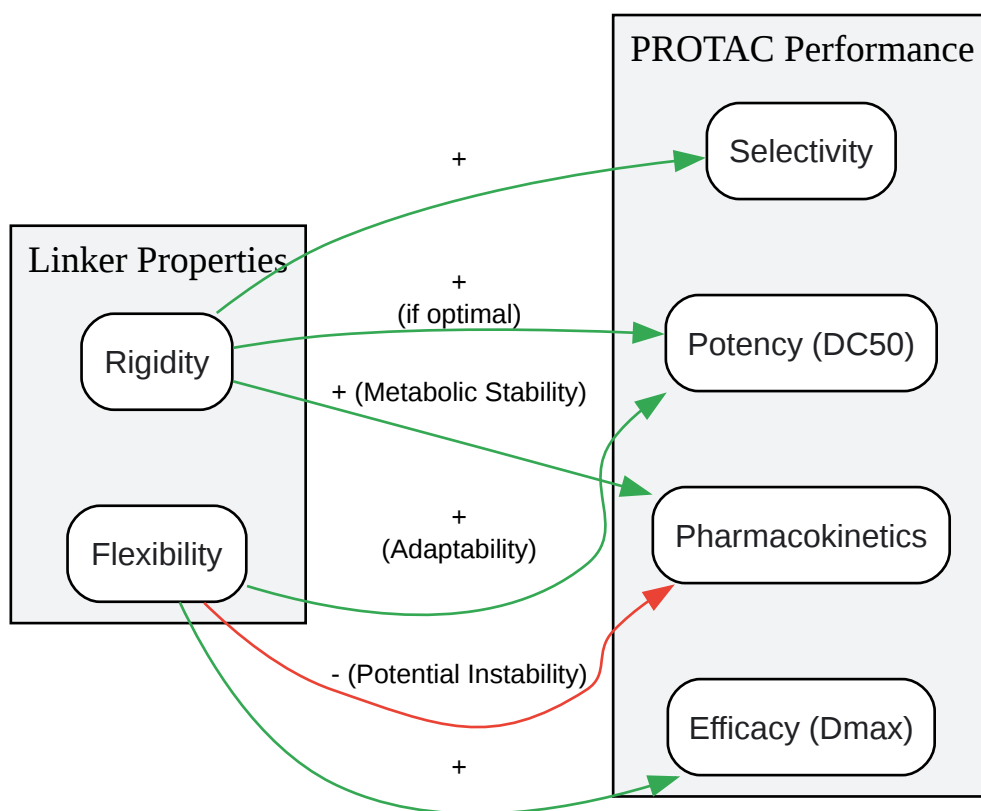 PROTAC Performance
Selectivity
+
Linker Properties
+
(if optimal)
Rigidity
Potency (DC50)
+ (Metabolic Stability)
+
(Adaptability)
Flexibility
Pharmacokinetics
- (Potential Instability)
Efficacy (Dmax)
+